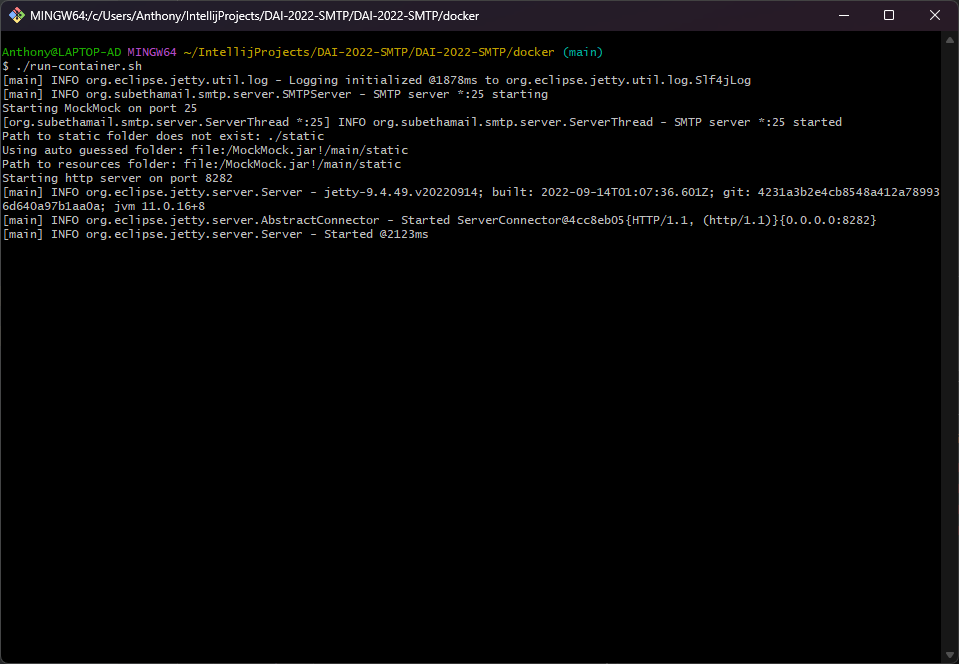 MINGW64:/c/Users/Anthony/IntellijProjects/DAI-2022-SMTP/DAI-2022-SMTP/docker
Anthony@LAPTOP-AD MINGW64 ~/IntellijProjects/DAI-2022-SMTP/DAI-2022-SMTP/docker (main)
$ ./run-container.sh
[main] INFO org.eclipse.jetty.util.log - Logging initialized @1878ms to org.eclipse.jetty.util.log.Slf4jLog
[main] INFO org.subethamail.smtp.server.SMTPServer - SMTP server *:25 starting
Starting MockMock on port 25
[org.subethamail.smtp.server.ServerThread *:25] INFO org.subethamail.smtp.server.ServerThread - SMTP server *:25 started
Path to static folder does not exist: ./static
Using auto guessed folder: file:/MockMock.jar!/main/static
Path to resources folder: file:/MockMock.jar!/main/static
Starting http server on port 8282
[main] INFO org.eclipse.jetty.server.Server - jetty-9.4.49.v20220914; built: 2022-09-14T01:07:36.601Z; git: 4231a3b2e4cb8548a412a78993
6d640a97b1aa0a; jvm 11.0.16+8
[main] INFO org.eclipse.jetty.server.AbstractConnector - Started ServerConnector@4cc8eb05{HTTP/1.1, (http/1.1)}{0.0.0.0:8282}
[main] INFO org.eclipse.jetty.server.Server - Started @2123ms